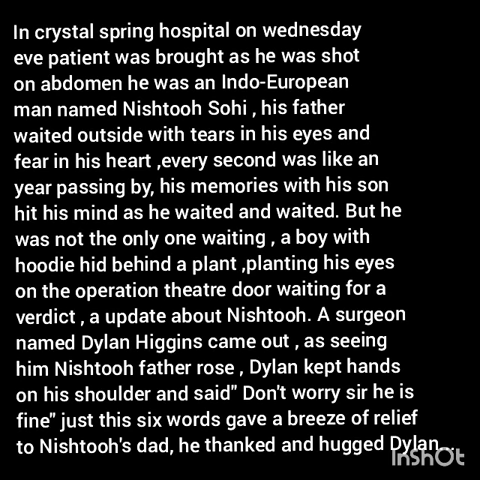 In crystal spring hospital on wednesday
eve patient was brought as he was shot
on abdomen he was an Indo-European
man named Nishtooh Sohi , his father
waited outside with tears in his eyes and
fear in his heart ,every second was like an
year passing by, his memories with his son
hit his mind as he waited and waited. But he
was not the only one waiting , a boy with
hoodie hid behind a plant ,planting his eyes
on the operation theatre door waiting for a
verdict , a update about Nishtooh. A surgeon
named Dylan Higgins came out , as seeing
him Nishtooh father rose , Dylan kept hands
on his shoulder and said" Don't worry sir he is
fine" just this six words gave a breeze of relief
to Nishtooh's dad, he thanked and hugged Dylan...
InShOt